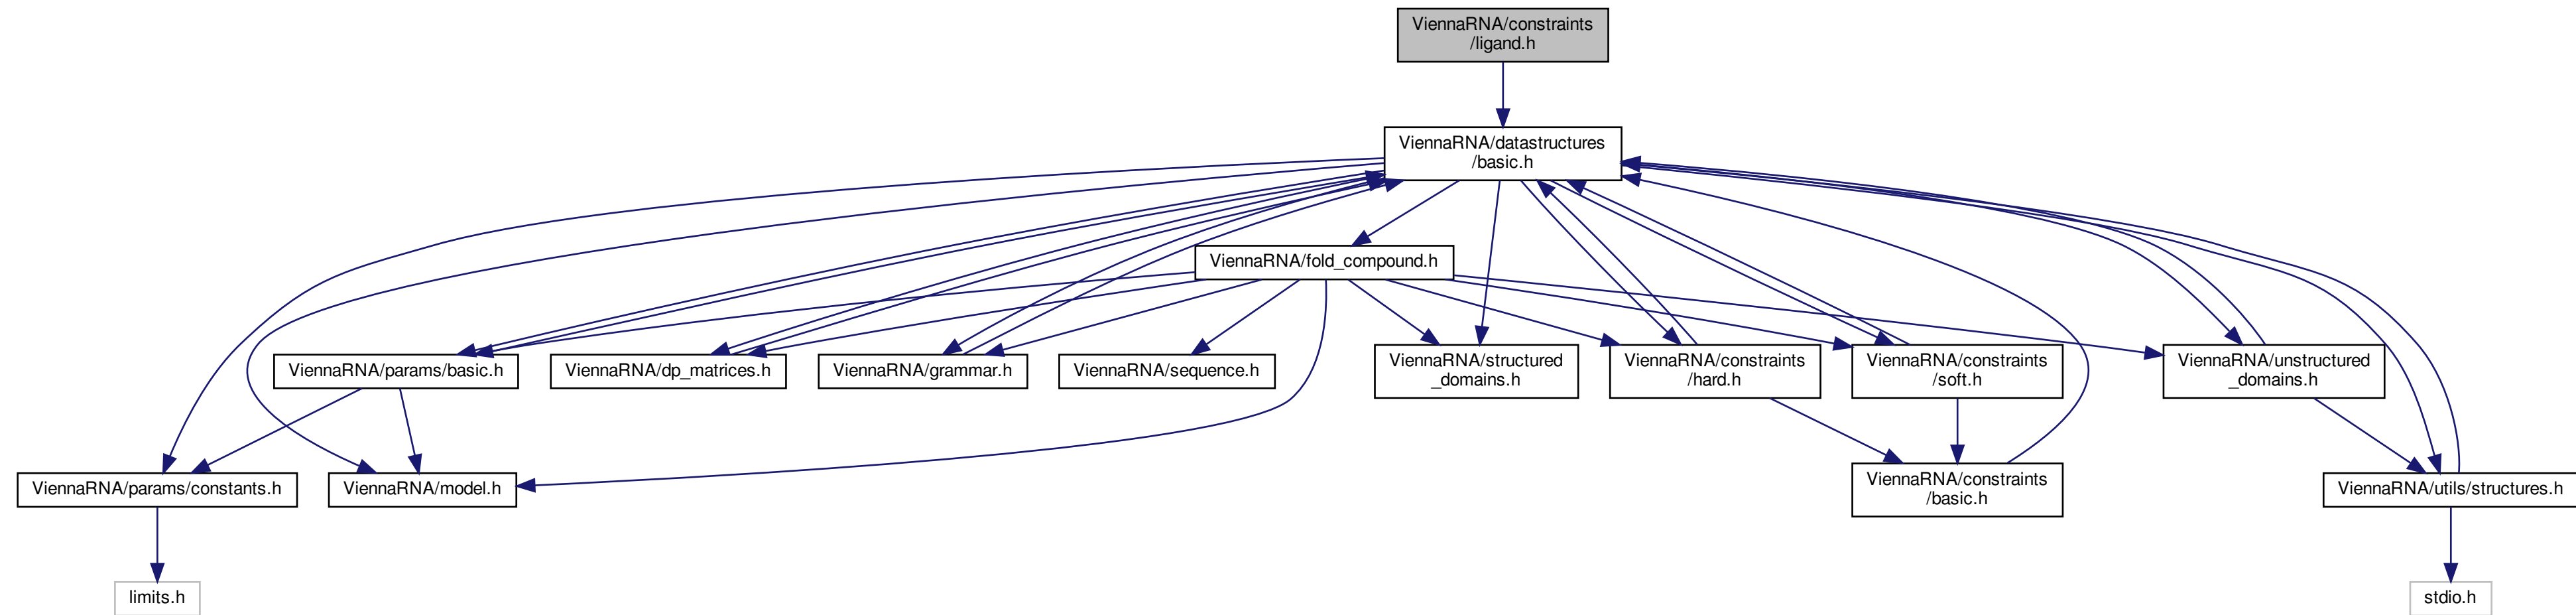 ViennaRNA/constraints
/ligand.h
ViennaRNA/datastructures
/basic.h
ViennaRNA/fold_compound.h
ViennaRNA/params/basic.h
ViennaRNA/dp_matrices.h
ViennaRNA/grammar.h
ViennaRNA/sequence.h
ViennaRNA/structured
_domains.h
ViennaRNA/constraints
/hard.h
ViennaRNA/constraints
/soft.h
ViennaRNA/unstructured
_domains.h
ViennaRNA/params/constants.h
ViennaRNA/model.h
ViennaRNA/constraints
/basic.h
ViennaRNA/utils/structures.h
limits.h
stdio.h